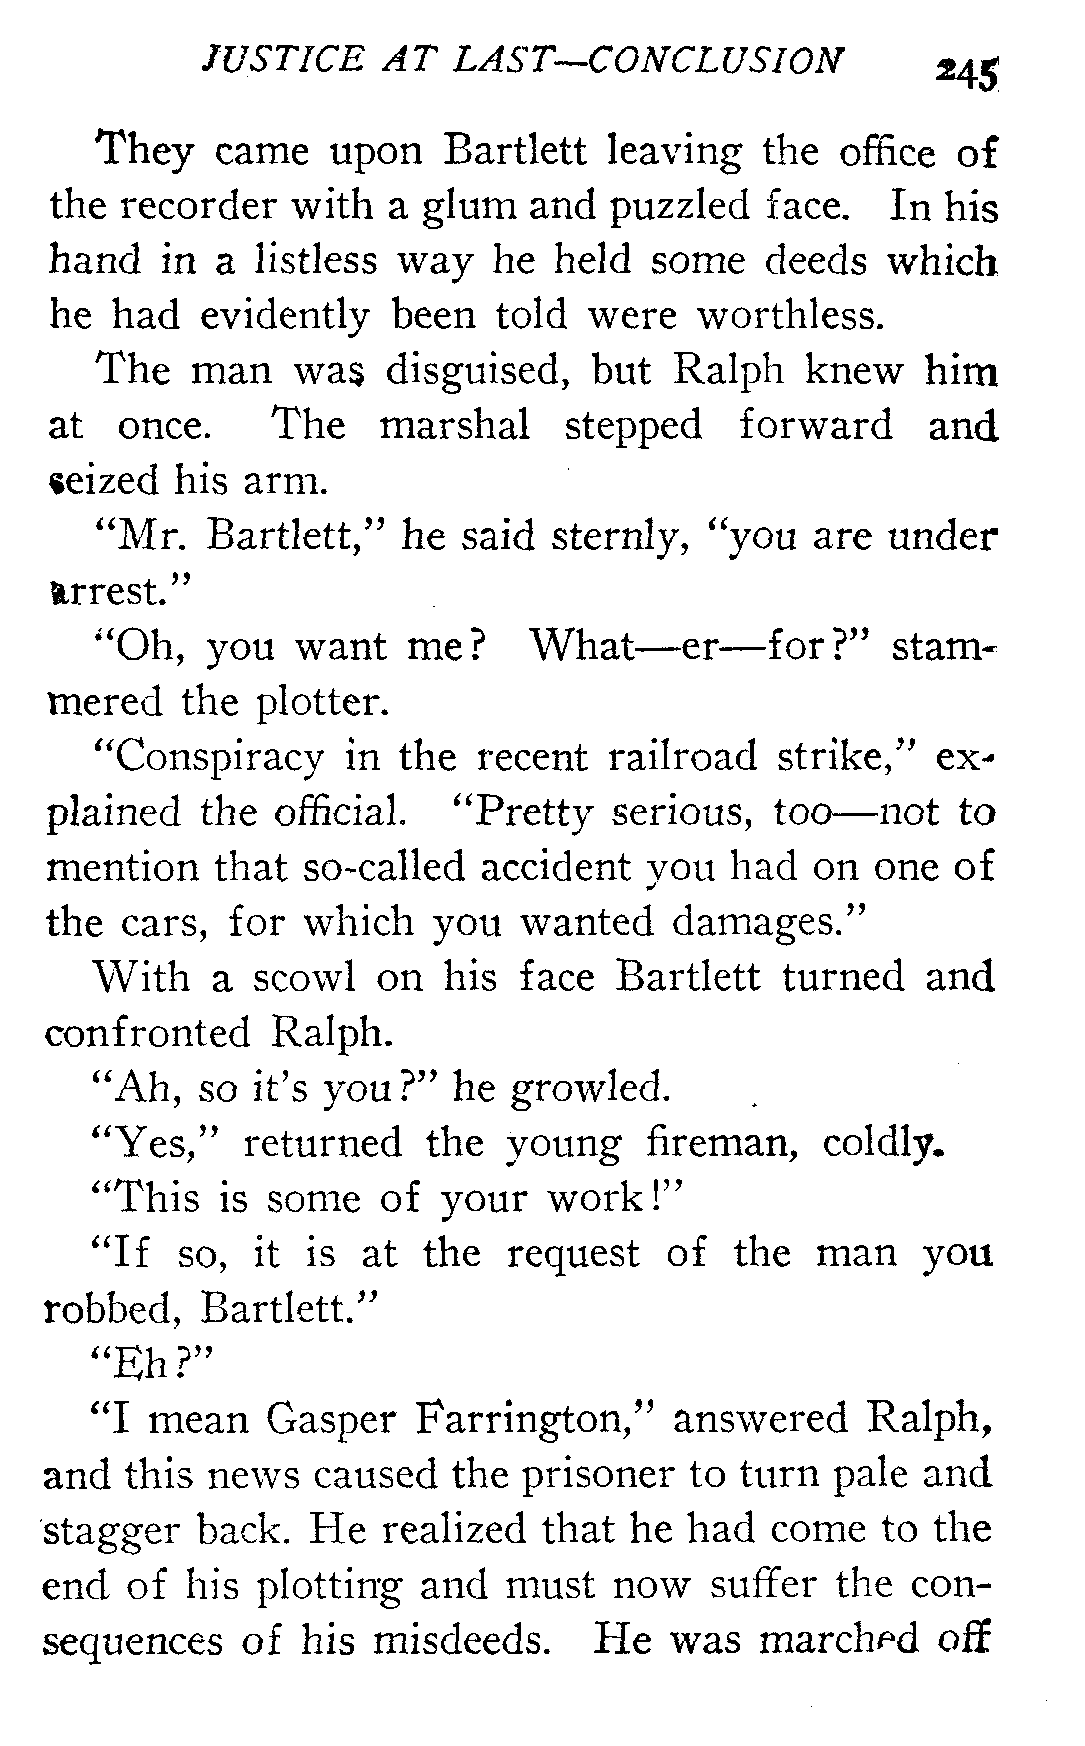 JUSTICE AT LAST—CONCLUSION 245
They came upon Bartlett leaving the office of
the recorder with a glum and puzzled face. In his
hand in a listless way he held some deeds which
he had evidently been told were worthless.
The man was disguised, but Ralph knew him
at once. The marshal stepped forward and
seized his arm.
"Mr. Bartlett," he said sternly, "you are under
arrest."
"Oh, you want me? What—er—for?" stam-
mered the plotter.
"Conspiracy in the recent railroad strike," ex-
plained the official. "Pretty serious, too—not to
mention that so-called accident you had on one of
the cars, for which you wanted damages."
With a scowl on his face Bartlett turned and
confronted Ralph.
"Ah, so it's you?" he growled.
"Yes," returned the young fireman, coldly.
"This is some of your work!"
"If so, it is at the request of the man you
robbed, Bartlett."
"Eh?"
"I mean Gasper Farrington," answered Ralph,
and this news caused the prisoner to turn pale and
stagger back. He realized that he had come to the
end of his plotting and must now suffer the con-
sequences of his misdeeds. He was marched off